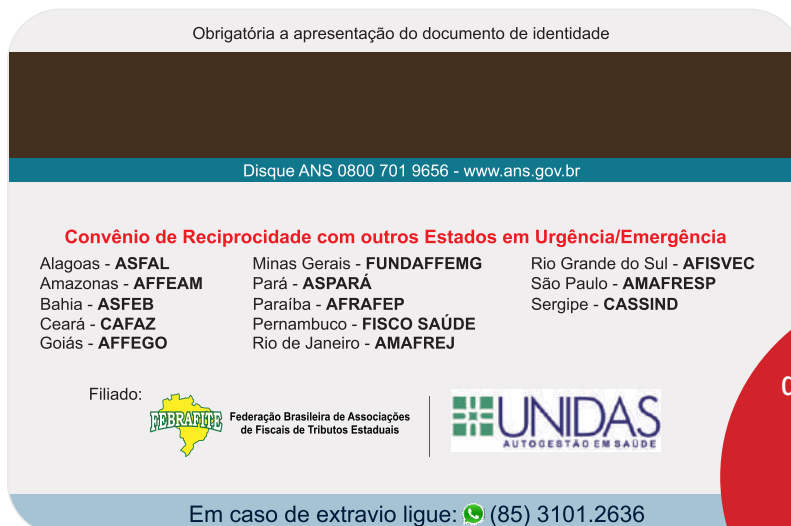 Obrigatória a apresentação do documento de identidade
Disque ANS 0800 701 9656 - www.ans.gov.br
Convênio de Reciprocidade com outros Estados em Urgência/Emergência
Alagoas - ASFAL
Amazonas - AFFEAM
Bahia - ASFEB
Ceará - CAFAZ
Goiás - AFFEGO
Minas Gerais - FUNDAFFEMG
Pará - ASPARÁ
Paraíba - AFRAFEP
Pernambuco - FISCO SAÚDE
Rio de Janeiro - AMAFREJ
Rio Grande do Sul - AFISVEC
São Paulo - AMAFRESP
Sergipe - CASSIND
Filiado:
FEBRAFITE
Federação Brasileira de Associações
de Fiscais de Tributos Estaduais
UNIDAS
AUTOGESTÃO EM SAÚDE
Em caso de extravio ligue: (85) 3101.2636